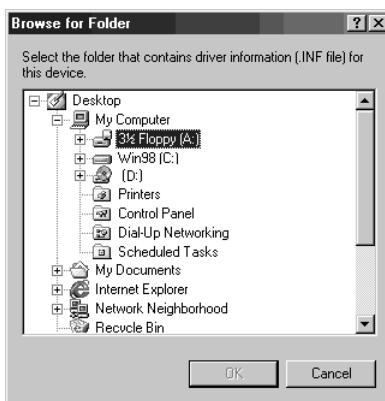 Browse for Folder
Select the folder that contains driver information (.INF file) for
this device.
Desktop
My Computer
3½ Floppy (A:)
Win98 (C:)
(D:)
Printers
Control Panel
Dial-Up Networking
Scheduled Tasks
My Documents
Internet Explorer
Network Neighborhood
Recycle Bin
OK
Cancel